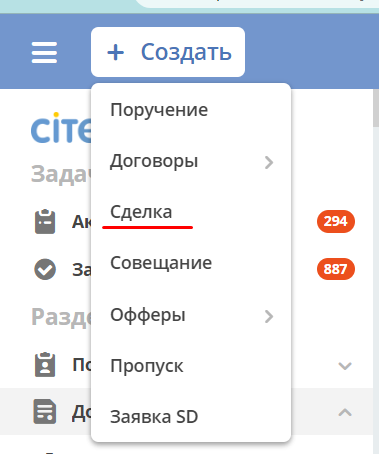 + Создать
Поручение
Договоры
Сделка
Совещание
Офферы
Пропуск
Заявка SD
294
887